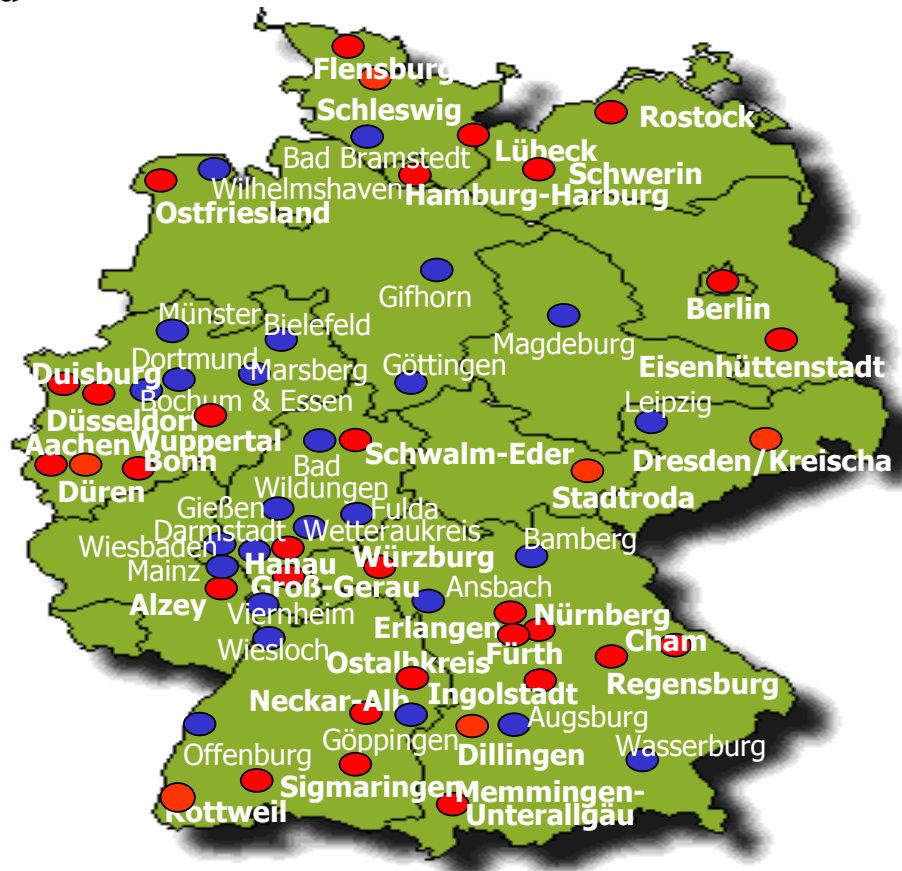 Flensburg
Schleswig
Rostock
Lübeck
Bad Bramstedt
Schwerin
Wilhelmshaven
Hamburg-Harburg
Ostfriesland
Gifhorn
Berlin
Münster
Bielefeld
Magdeburg
Eisenhüttenstadt
Dortmund
Marsberg
Göttingen
Duisburg
Bochum & Essen
Leipzig
Düsseldorf
Aachen
Wuppertal
Schwalm-Eder
Dresden/Kreischa
Bonn
Bad
Wildungen
Düren
Stadtroda
Gießen
Fulda
Darmstadt
Wetteraukreis
Wiesbaden
Würzburg
Bamberg
Mainz
Hanau
Groß-Gerau
Ansbach
Alzey
Viernheim
Erlangen
Nürnberg
Wiesloch
Fürth
Cham
Ostalbkreis
Regensburg
Neckar-Alb
Ingolstadt
Göppingen
Augsburg
Offenburg
Dillingen
Wasserburg
Sigmaringen
Memmingen-
Unterallgäu
Rottweil